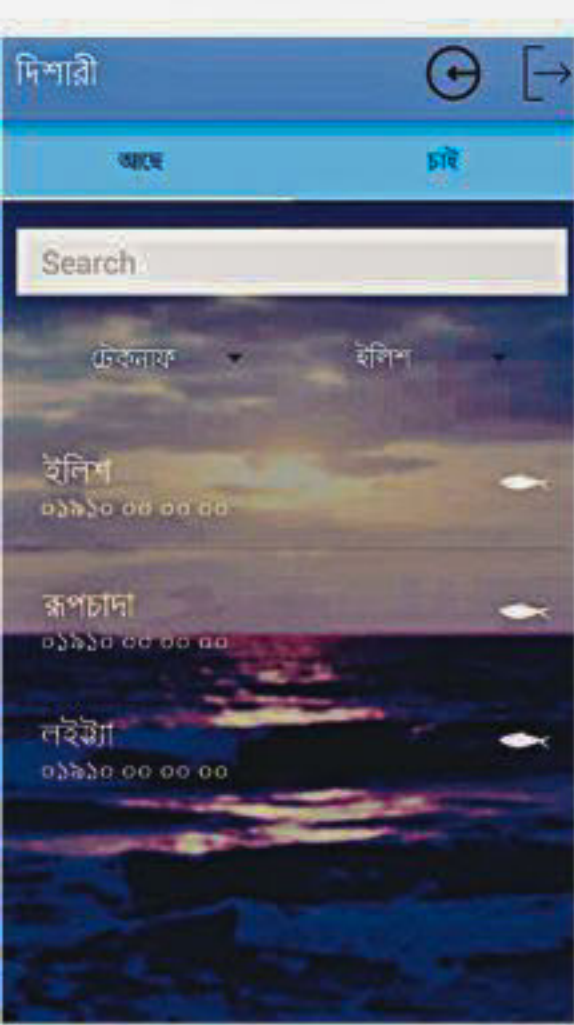 দিশারী
আছে চাই
Search
টেকনাফ ইলিশ
ইলিশ
০১৯১০ ০০ ০০ ০০
রূপচাদা
০১৯১০ ০০ ০০ ০০
লইট্যা
০১৯১০ ০০ ০০ ০০